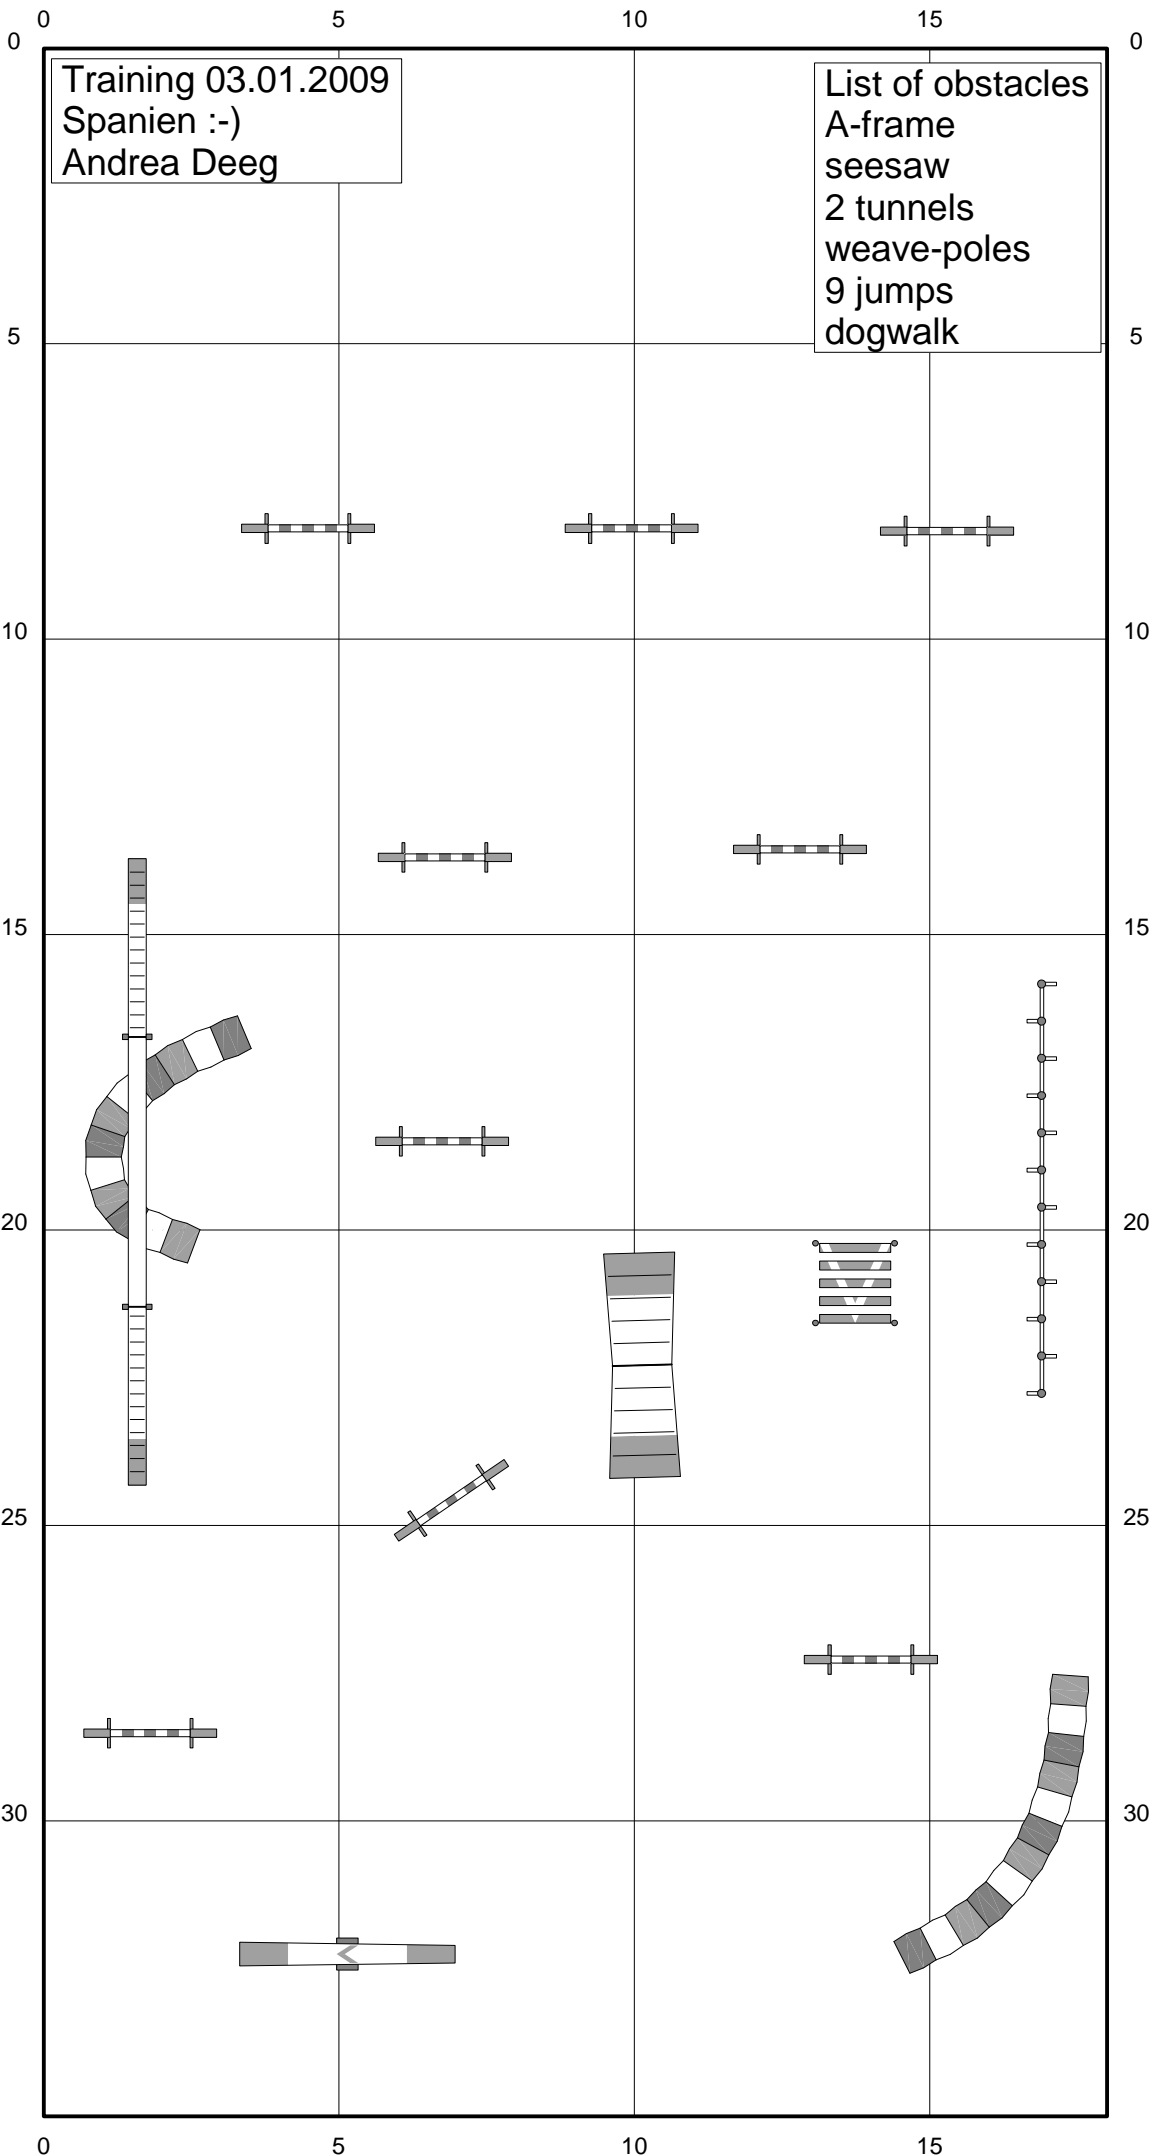 0 5 10 15
0 0
Training 03.01.2009
Spanien :-)
Andrea Deeg
List of obstacles
A-frame
seesaw
2 tunnels
weave-poles
9 jumps
dogwalk
5 5
10 10
15 15
20 20
25 25
30 30
0 5 10 15